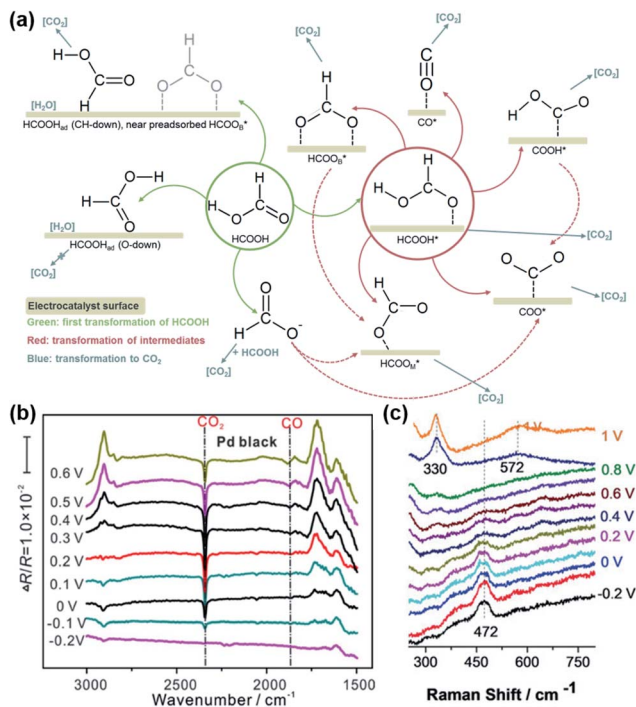 (a)
[CO₂]
H
O
C
O
H
[H₂O]
HCOOHad (CH-down), near preadsorbed HCOOB*
H
C
O
O
[CO₂]
H
C
O
O
HCOOB*
[CO₂]
O
C
CO*
[CO₂]
H
O
C
O
COOH*
O
H
H
C
O
[H₂O]
HCOOHad (O-down)
[CO₂]
H
HO
C
O
HCOOH
H
HO
C
O
HCOOH*
[CO₂]
O
C
O
[CO₂]
COO*
Electrocatalyst surface
Green: first transformation of HCOOH
Red: transformation of intermediates
Blue: transformation to CO₂
O
H
C
O⁻
+ HCOOH
[CO₂]
H
C
O
O
HCOOM*
[CO₂]
(b)
CO₂
Pd black
CO
ΔR/R=1.0×10⁻²
0.6 V
0.5 V
0.4 V
0.3 V
0.2 V
0.1 V
0 V
-0.1 V
-0.2 V
3000
2500
2000
1500
Wavenumber / cm⁻¹
(c)
1 V
330
572
1 V
0.8 V
0.6 V
0.4 V
0.2 V
0 V
-0.2 V
472
300
450
600
750
Raman Shift / cm⁻¹